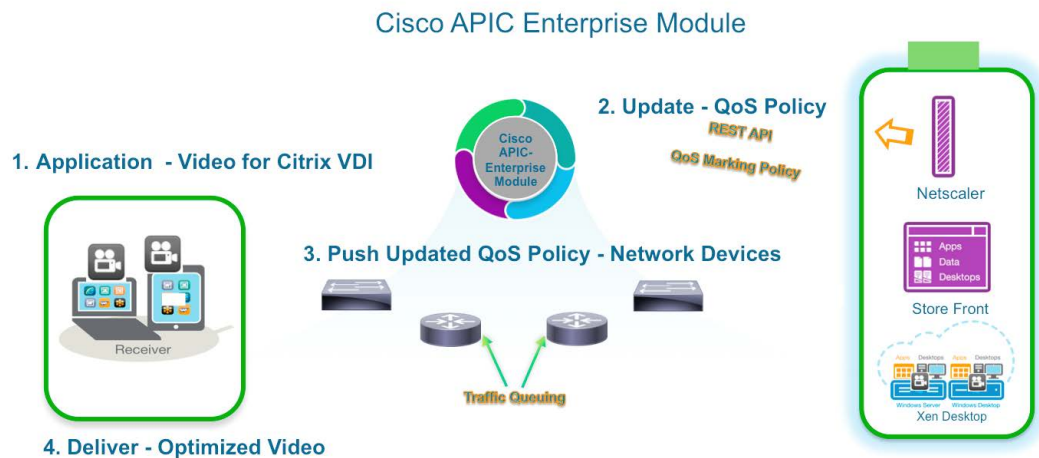 Cisco APIC Enterprise Module
1. Application - Video for Citrix VDI
Receiver
4. Deliver - Optimized Video
Cisco
APIC-
Enterprise
Module
2. Update - QoS Policy
REST API
QoS Marking Policy
3. Push Updated QoS Policy - Network Devices
Traffic Queuing
Netscaler
Apps
Data
Desktops
Store Front
Apps Desktops Apps Desktops
Windows Server Windows Desktop
Xen Desktop